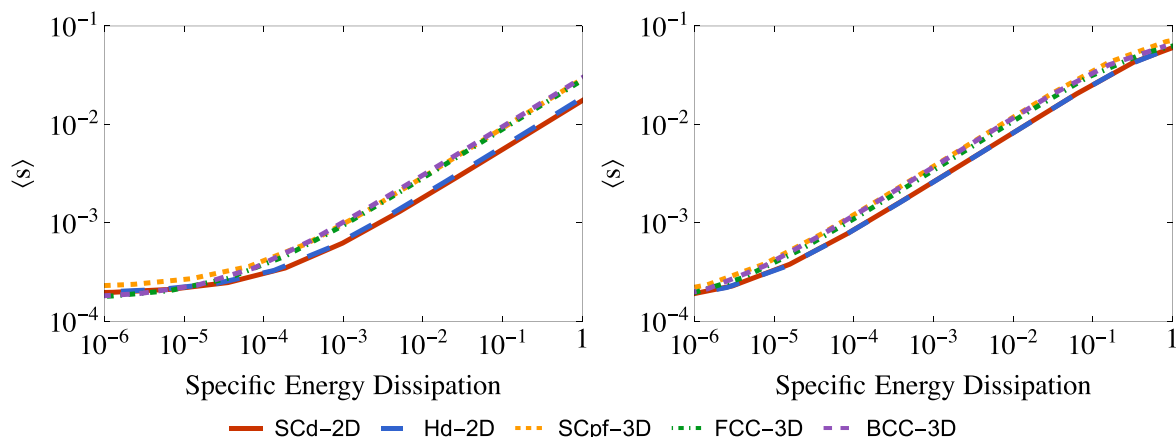 10⁻¹
10⁻²
10⁻³
10⁻⁴
⟨s⟩
10⁻⁶ 10⁻⁵ 10⁻⁴ 10⁻³ 10⁻² 10⁻¹ 1
Specific Energy Dissipation
10⁻¹
10⁻²
10⁻³
10⁻⁴
⟨s⟩
10⁻⁶ 10⁻⁵ 10⁻⁴ 10⁻³ 10⁻² 10⁻¹ 1
Specific Energy Dissipation
SCd−2D Hd−2D SCpf−3D FCC−3D BCC−3D